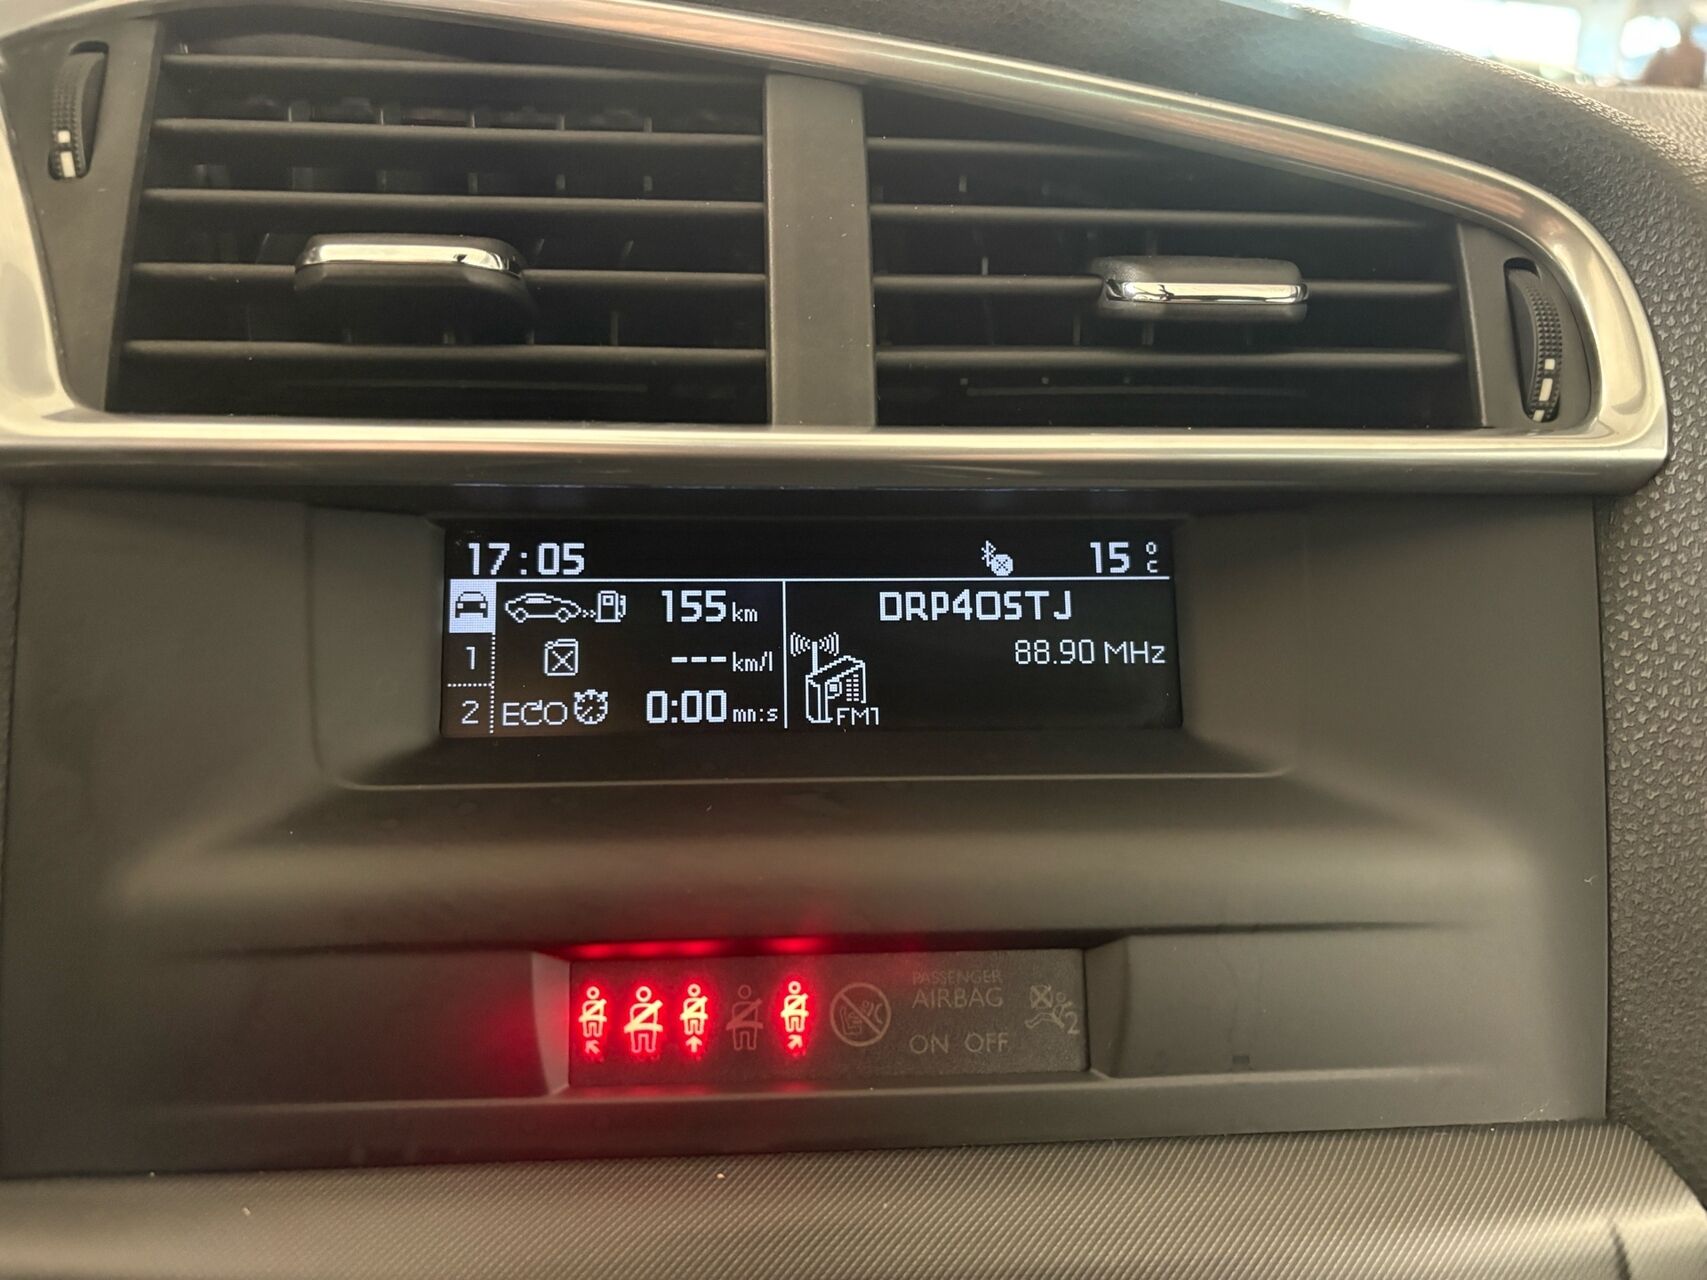 17:05
15 °C
155 km
DRP4OSTJ
1
--- km/l
88.90 MHz
2
ECO
0:00 mn:s
FM1
PASSENGER
AIRBAG
ON OFF
2